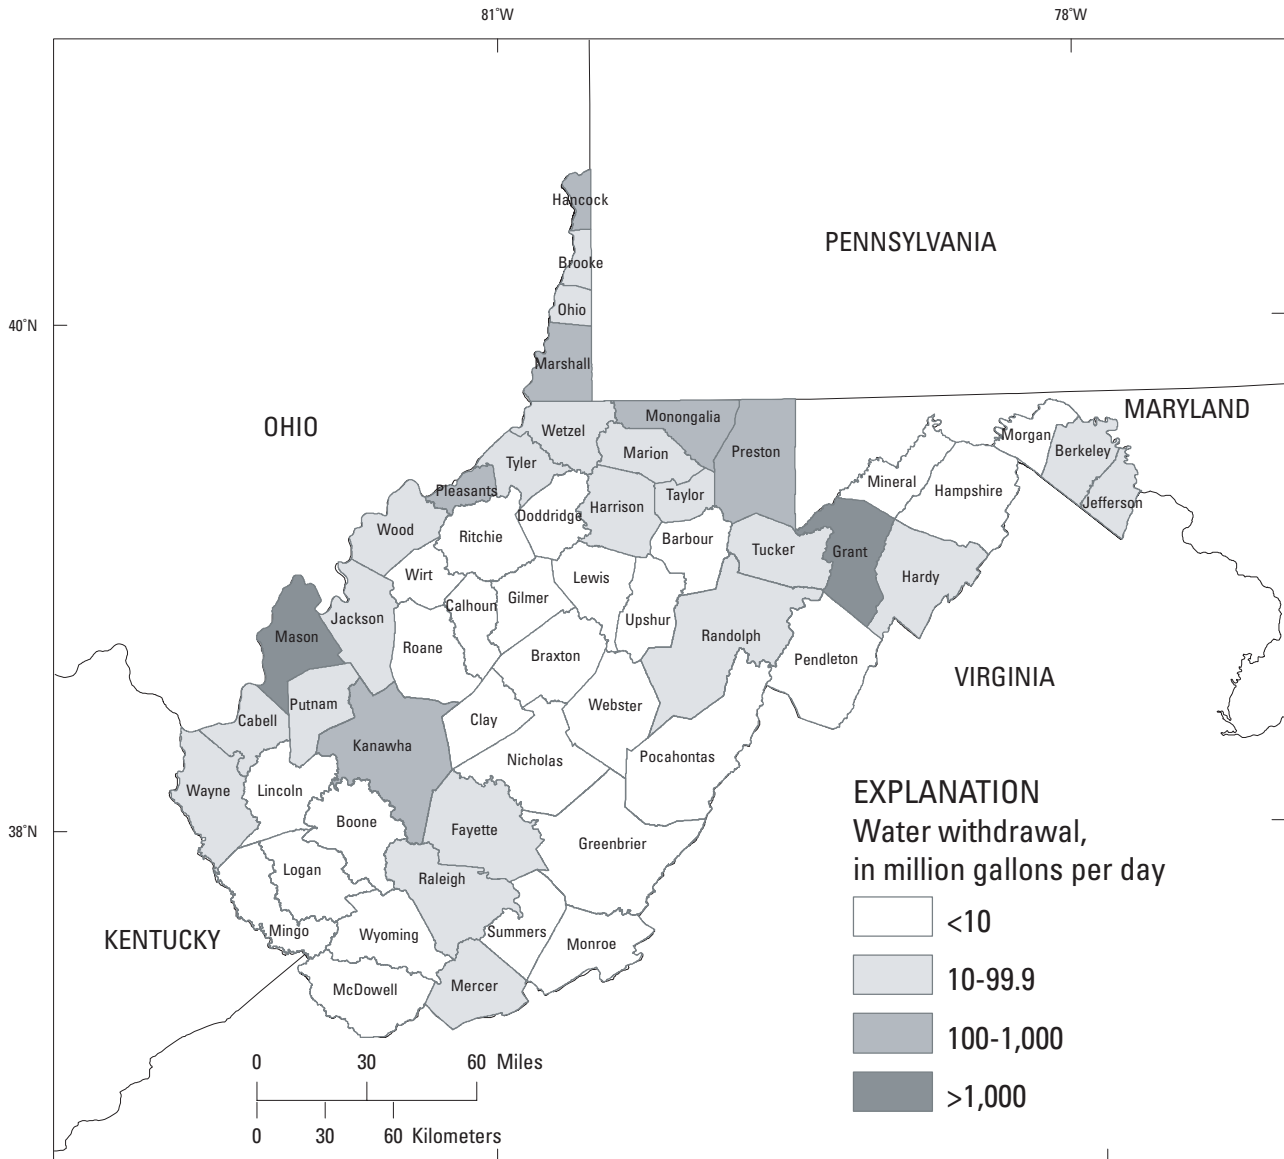 81°W
78°W
Hancock
PENNSYLVANIA
Brooke
Ohio
40°N
Marshall
MARYLAND
OHIO
Monongalia
Wetzel
Morgan
Marion
Preston
Berkeley
Tyler
Mineral
Pleasants
Hampshire
Taylor
Jefferson
Harrison
Doddridge
Wood
Ritchie
Barbour
Tucker
Grant
Wirt
Lewis
Hardy
Gilmer
Calhoun
Jackson
Upshur
Mason
Randolph
Roane
Braxton
Pendleton
VIRGINIA
Putnam
Webster
Cabell
Clay
Kanawha
Pocahontas
Nicholas
Wayne
Lincoln
EXPLANATION
Water withdrawal,
in million gallons per day
38°N
Boone
Fayette
Greenbrier
Logan
Raleigh
<10
Mingo
Wyoming
Summers
Monroe
KENTUCKY
10-99.9
McDowell
Mercer
100-1,000
0 30 60 Miles
>1,000
0 30 60 Kilometers